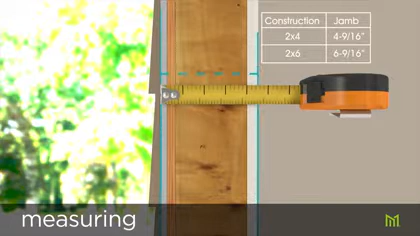 Construction Jamb
2x4 4-9/16"
2x6 6-9/16"
measuring